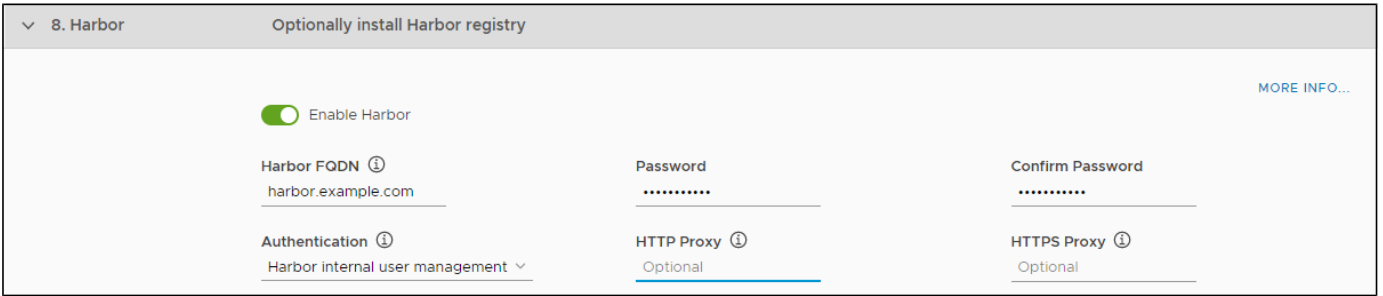 8. Harbor Optionally install Harbor registry
MORE INFO...
Enable Harbor
Harbor FQDN Password Confirm Password
harbor.example.com ••••••••••• •••••••••••
Authentication HTTP Proxy HTTPS Proxy
Harbor internal user management Optional Optional